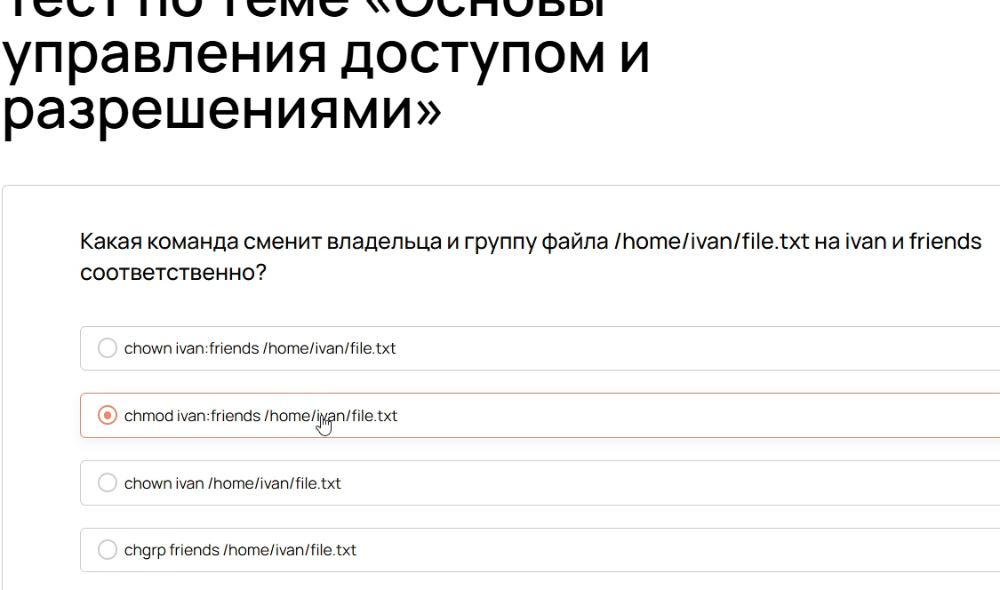 Тест по теме «Основы
управления доступом и
разрешениями»
Какая команда сменит владельца и группу файла /home/ivan/file.txt на ivan и friends
соответственно?
chown ivan:friends /home/ivan/file.txt
chmod ivan:friends /home/ivan/file.txt
chown ivan /home/ivan/file.txt
chgrp friends /home/ivan/file.txt